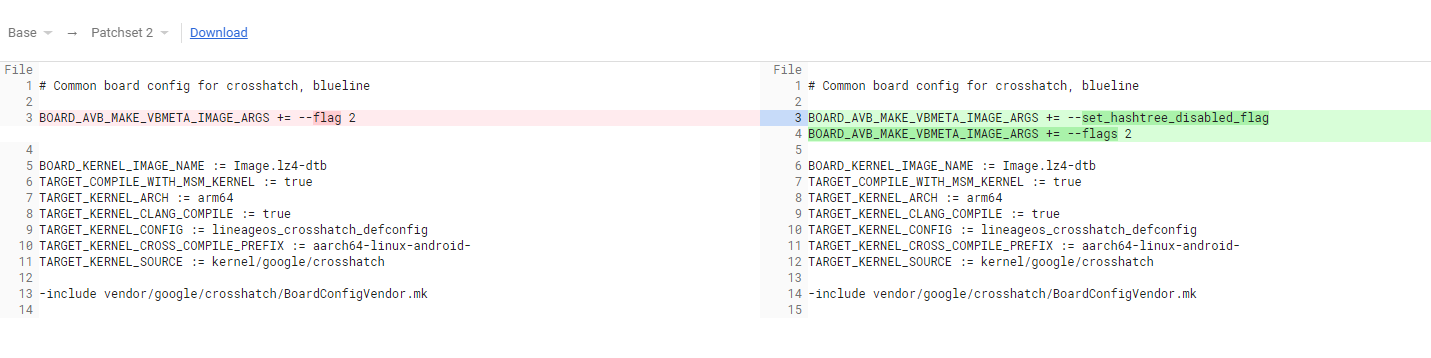 Base → Patchset 2 Download
File
1 # Common board config for crosshatch, blueline
2
3 BOARD_AVB_MAKE_VBMETA_IMAGE_ARGS += --flag 2
4
5 BOARD_KERNEL_IMAGE_NAME := Image.lz4-dtb
6 TARGET_COMPILE_WITH_MSM_KERNEL := true
7 TARGET_KERNEL_ARCH := arm64
8 TARGET_KERNEL_CLANG_COMPILE := true
9 TARGET_KERNEL_CONFIG := lineageos_crosshatch_defconfig
10 TARGET_KERNEL_CROSS_COMPILE_PREFIX := aarch64-linux-android-
11 TARGET_KERNEL_SOURCE := kernel/google/crosshatch
12
13 -include vendor/google/crosshatch/BoardConfigVendor.mk
14
File
1 # Common board config for crosshatch, blueline
2
3 BOARD_AVB_MAKE_VBMETA_IMAGE_ARGS += --set_hashtree_disabled_flag
4 BOARD_AVB_MAKE_VBMETA_IMAGE_ARGS += --flags 2
5
6 BOARD_KERNEL_IMAGE_NAME := Image.lz4-dtb
7 TARGET_COMPILE_WITH_MSM_KERNEL := true
8 TARGET_KERNEL_ARCH := arm64
9 TARGET_KERNEL_CLANG_COMPILE := true
10 TARGET_KERNEL_CONFIG := lineageos_crosshatch_defconfig
11 TARGET_KERNEL_CROSS_COMPILE_PREFIX := aarch64-linux-android-
12 TARGET_KERNEL_SOURCE := kernel/google/crosshatch
13
14 -include vendor/google/crosshatch/BoardConfigVendor.mk
15